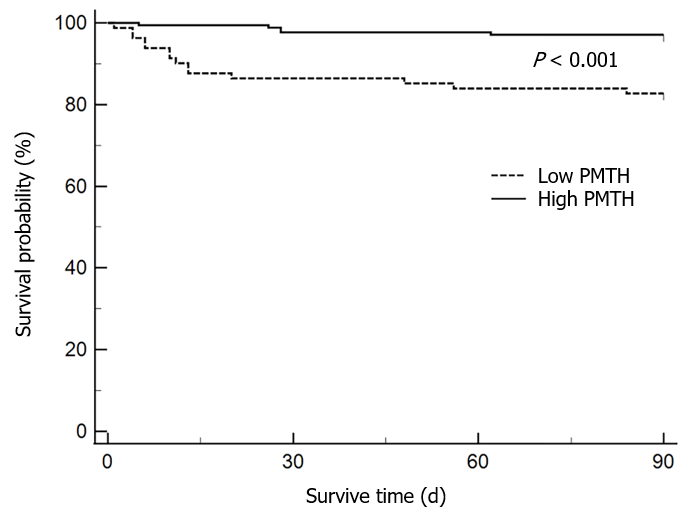 100
80
60
40
20
0
Survival probability (%)
P < 0.001
Low PMTH
High PMTH
0 30 60 90
Survive time (d)